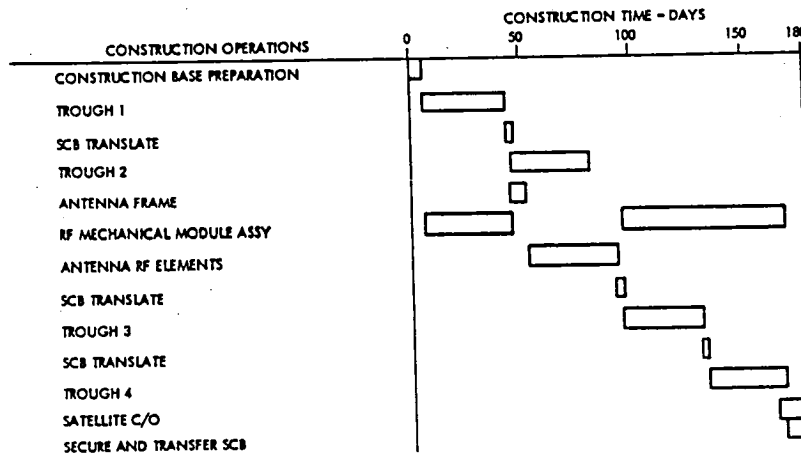 CONSTRUCTION TIME – DAYS
CONSTRUCTION OPERATIONS
0 50 100 150 180
CONSTRUCTION BASE PREPARATION
TROUGH 1
SCB TRANSLATE
TROUGH 2
ANTENNA FRAME
RF MECHANICAL MODULE ASSY
ANTENNA RF ELEMENTS
SCB TRANSLATE
TROUGH 3
SCB TRANSLATE
TROUGH 4
SATELLITE C/O
SECURE AND TRANSFER SCB